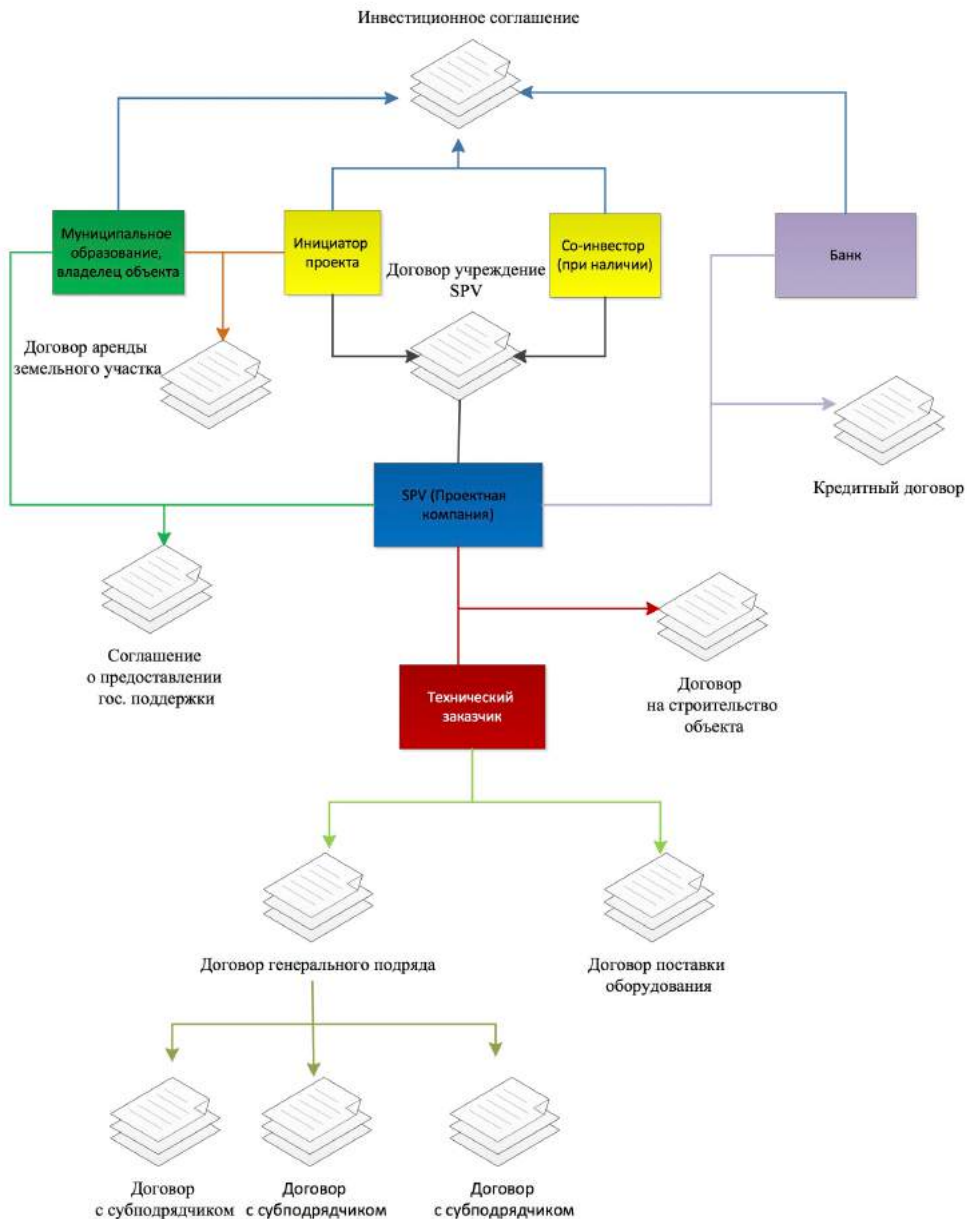 Инвестиционное соглашение
Муниципальное
образование,
владелец объекта
Инициатор
проекта
Со-инвестор
(при наличии)
Банк
Договор учреждение
SPV
Договор аренды
земельного участка
SPV (Проектная
компания)
Кредитный договор
Соглашение
о предоставлении
гос. поддержки
Технический
заказчик
Договор
на строительство
объекта
Договор генерального подряда
Договор поставки
оборудования
Договор
с субподрядчиком
Договор
с субподрядчиком
Договор
с субподрядчиком